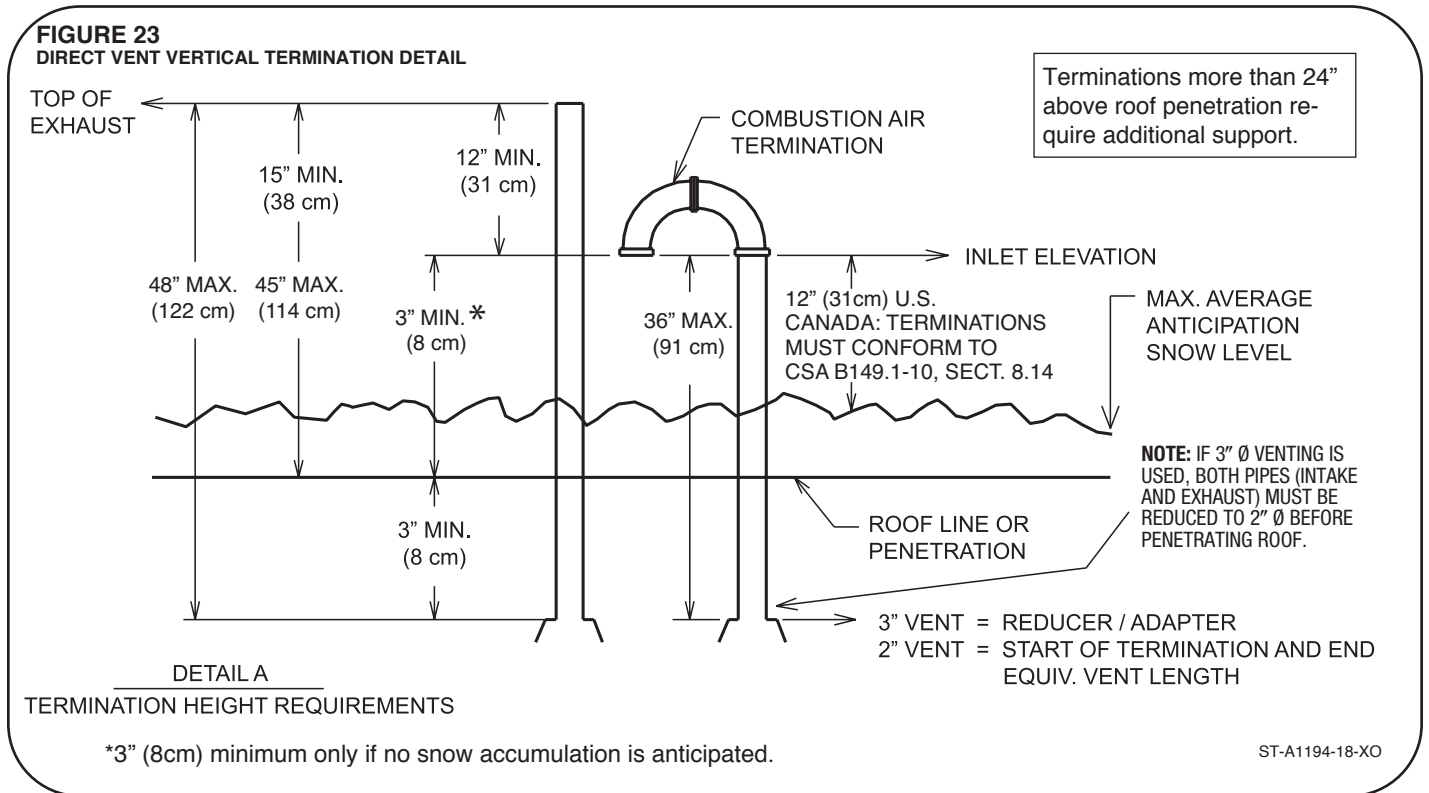 FIGURE 23
DIRECT VENT VERTICAL TERMINATION DETAIL
TOP OF
EXHAUST
15” MIN.
(38 cm)
12” MIN.
(31 cm)
COMBUSTION AIR
TERMINATION
Terminations more than 24”
above roof penetration re-
quire additional support.
INLET ELEVATION
48” MAX.
(122 cm)
45” MAX.
(114 cm)
3” MIN. *
(8 cm)
36” MAX.
(91 cm)
12” (31cm) U.S.
CANADA: TERMINATIONS
MUST CONFORM TO
CSA B149.1-10, SECT. 8.14
MAX. AVERAGE
ANTICIPATION
SNOW LEVEL
3” MIN.
(8 cm)
ROOF LINE OR
PENETRATION
NOTE: IF 3” Ø VENTING IS
USED, BOTH PIPES (INTAKE
AND EXHAUST) MUST BE
REDUCED TO 2” Ø BEFORE
PENETRATING ROOF.
3” VENT = REDUCER / ADAPTER
2” VENT = START OF TERMINATION AND END
EQUIV. VENT LENGTH
DETAIL A
TERMINATION HEIGHT REQUIREMENTS
*3” (8cm) minimum only if no snow accumulation is anticipated.
ST-A1194-18-XO